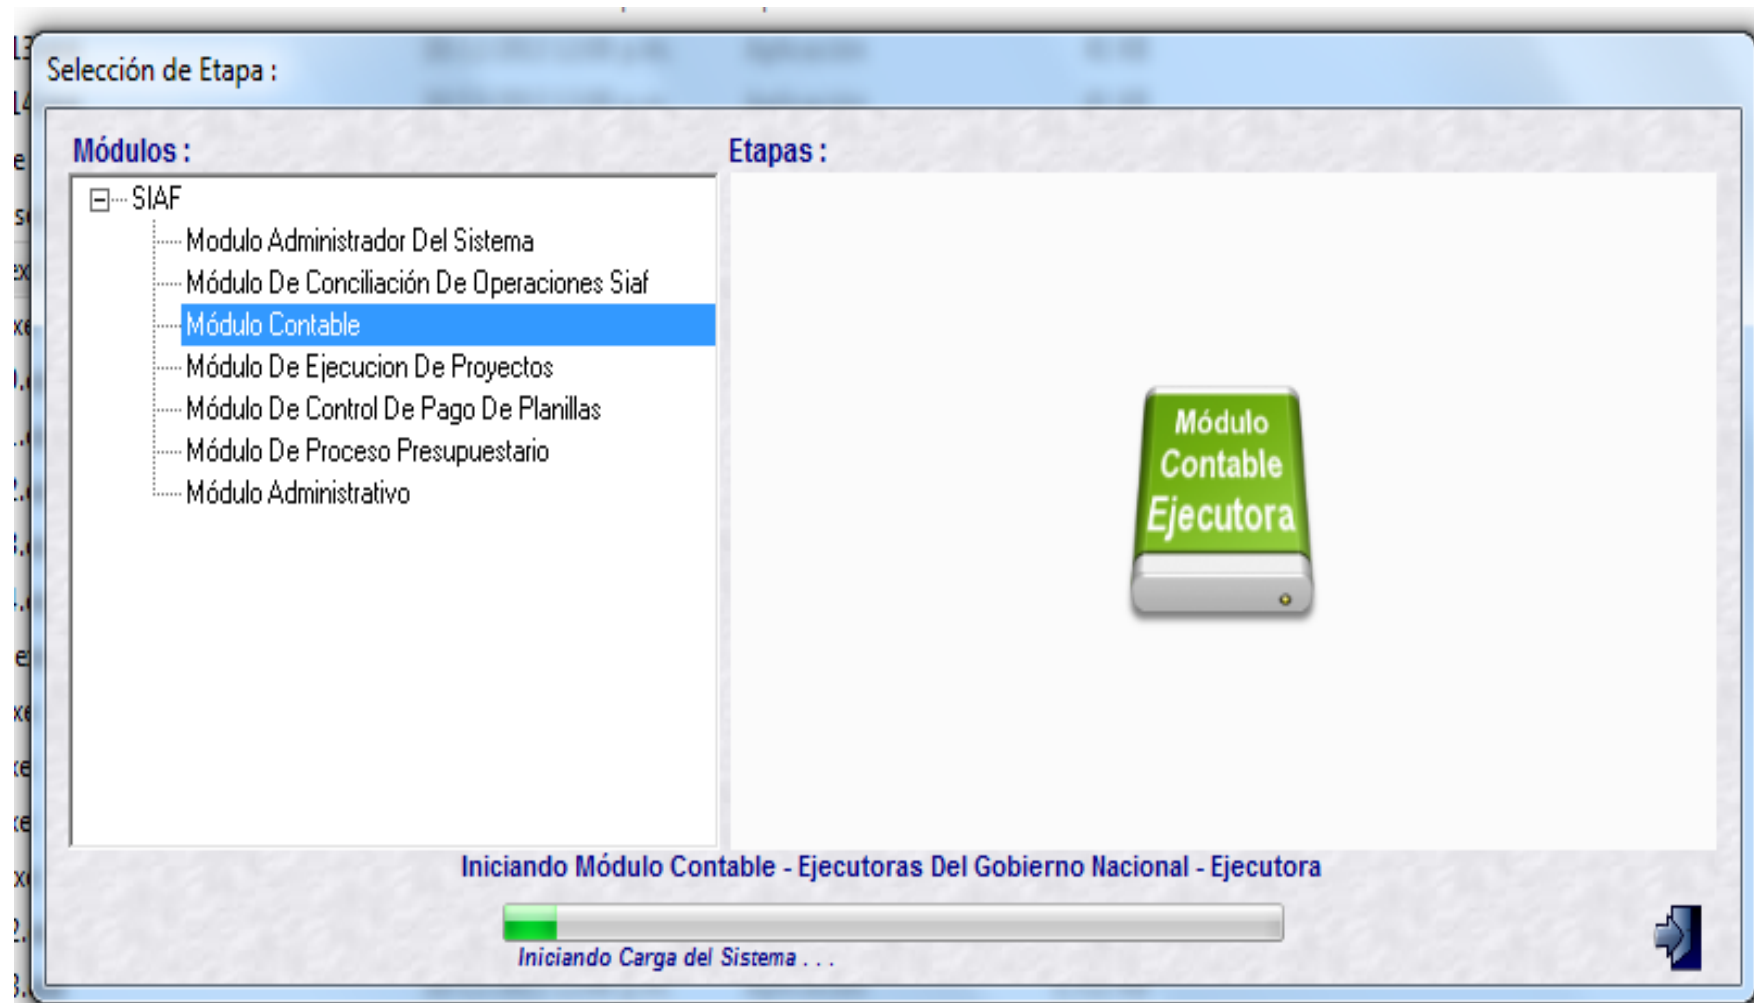 Selección de Etapa :
Módulos :
Etapas :
SIAF
Modulo Administrador Del Sistema
Módulo De Conciliación De Operaciones Siaf
Módulo Contable
Módulo De Ejecucion De Proyectos
Módulo De Control De Pago De Planillas
Módulo De Proceso Presupuestario
Módulo Administrativo
Módulo
Contable
Ejecutora
Iniciando Módulo Contable - Ejecutoras Del Gobierno Nacional - Ejecutora
Iniciando Carga del Sistema . . .